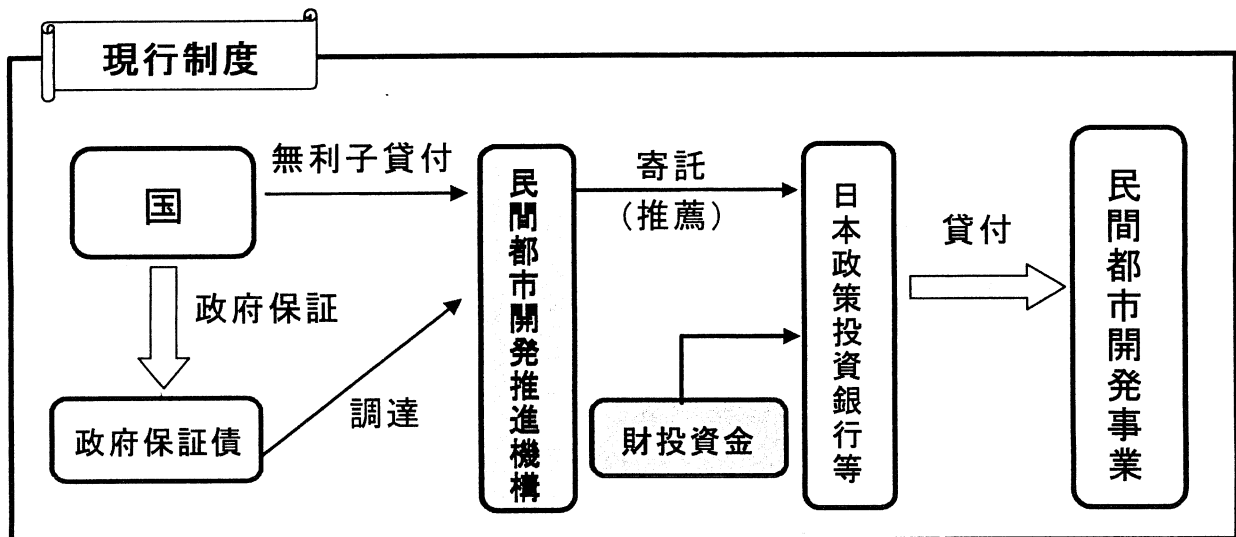 現行制度
国
無利子貸付
政府保証
政府保証債
調達
民間都市開発推進機構
寄託
(推薦)
財投資金
日本政策投資銀行等
貸付
民間都市開発事業